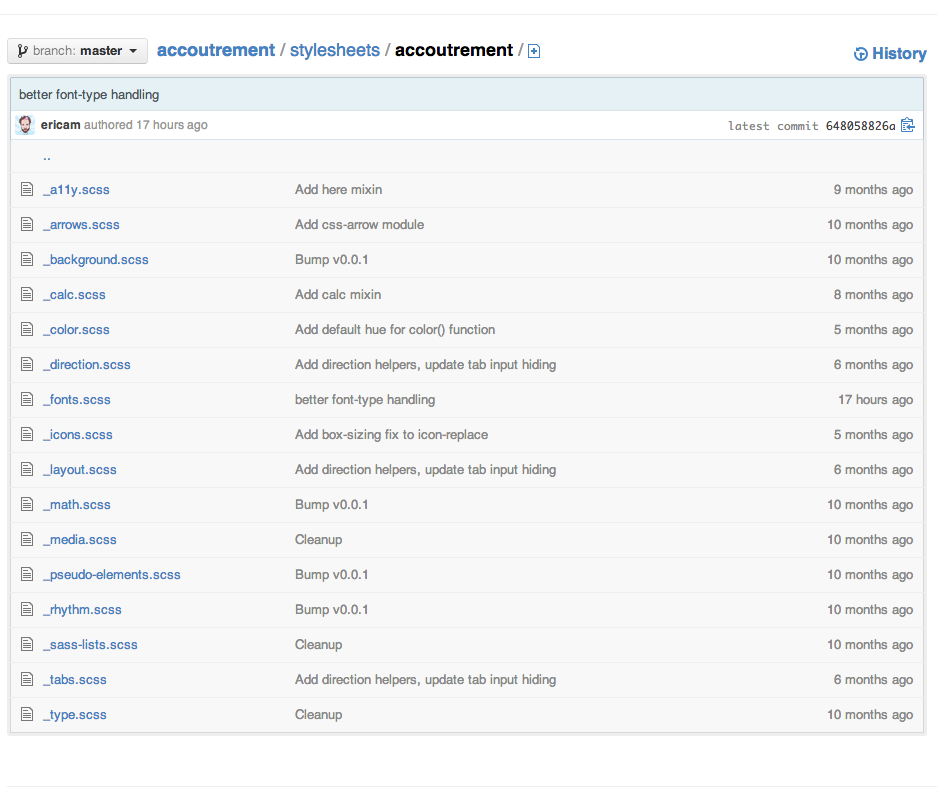 branch: master accoutrement / stylesheets / accoutrement / History
better font-type handling
ericam authored 17 hours ago latest commit 648058826a
..
_a11y.scss Add here mixin 9 months ago
_arrows.scss Add css-arrow module 10 months ago
_background.scss Bump v0.0.1 10 months ago
_calc.scss Add calc mixin 8 months ago
_color.scss Add default hue for color() function 5 months ago
_direction.scss Add direction helpers, update tab input hiding 6 months ago
_fonts.scss better font-type handling 17 hours ago
_icons.scss Add box-sizing fix to icon-replace 5 months ago
_layout.scss Add direction helpers, update tab input hiding 6 months ago
_math.scss Bump v0.0.1 10 months ago
_media.scss Cleanup 10 months ago
_pseudo-elements.scss Bump v0.0.1 10 months ago
_rhythm.scss Bump v0.0.1 10 months ago
_sass-lists.scss Cleanup 10 months ago
_tabs.scss Add direction helpers, update tab input hiding 6 months ago
_type.scss Cleanup 10 months ago